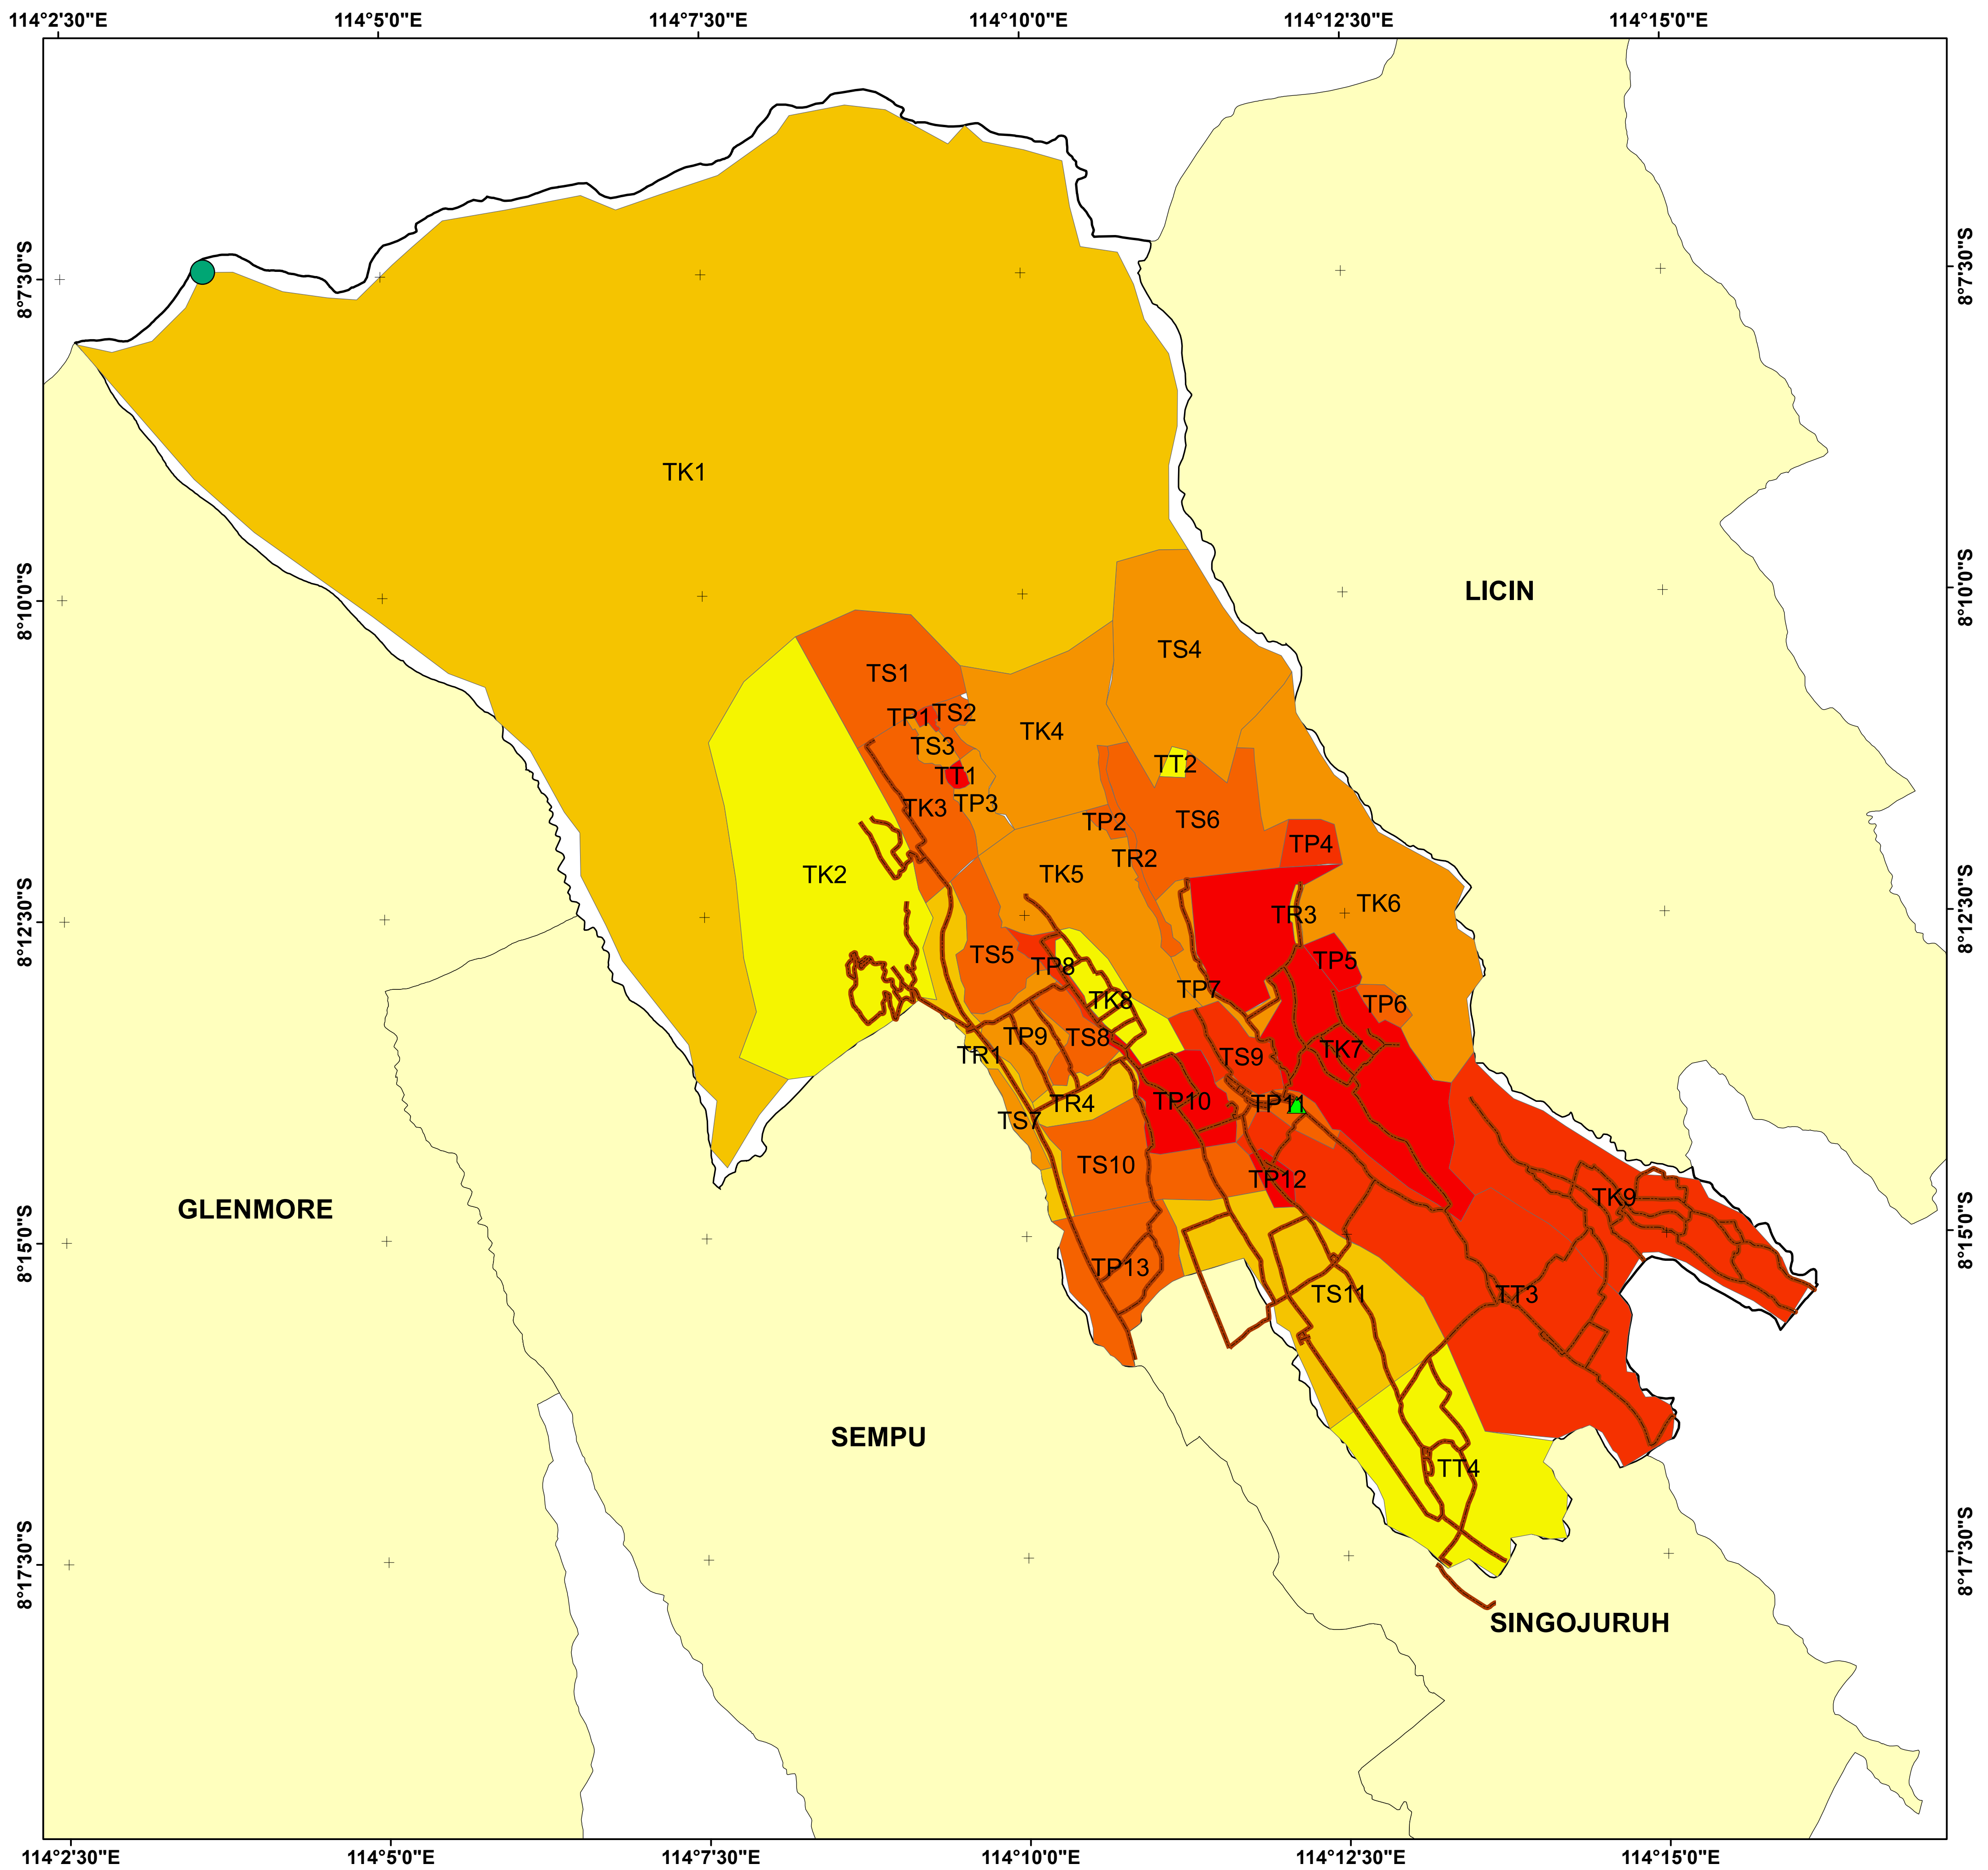 114°2'30"E 114°5'0"E 114°7'30"E 114°10'0"E 114°12'30"E 114°15'0"E
8°7'30"S 8°7'30"S
TK1
8°10'0"S LICIN 8°10'0"S
TS4
TS1
TP1 TS2
TK4
TS3
TT1 TT2
TP3
TK3 TS6
TP2
TP4
TR2
TK2 TK5
TK6
TR3
8°12'30"S 8°12'30"S
TS5 TP5
TP8
TP7
TK8 TP6
TP9 TS8
TK7
TR1 TS9
TR4 TP10 TP11
TS7
TS10
TP12
TK9
GLENMORE
8°15'0"S 8°15'0"S
TP13
TS11 TT3
SEMPU
TT4
8°17'30"S 8°17'30"S
SINGOJURUH
114°2'30"E 114°5'0"E 114°7'30"E 114°10'0"E 114°12'30"E 114°15'0"E